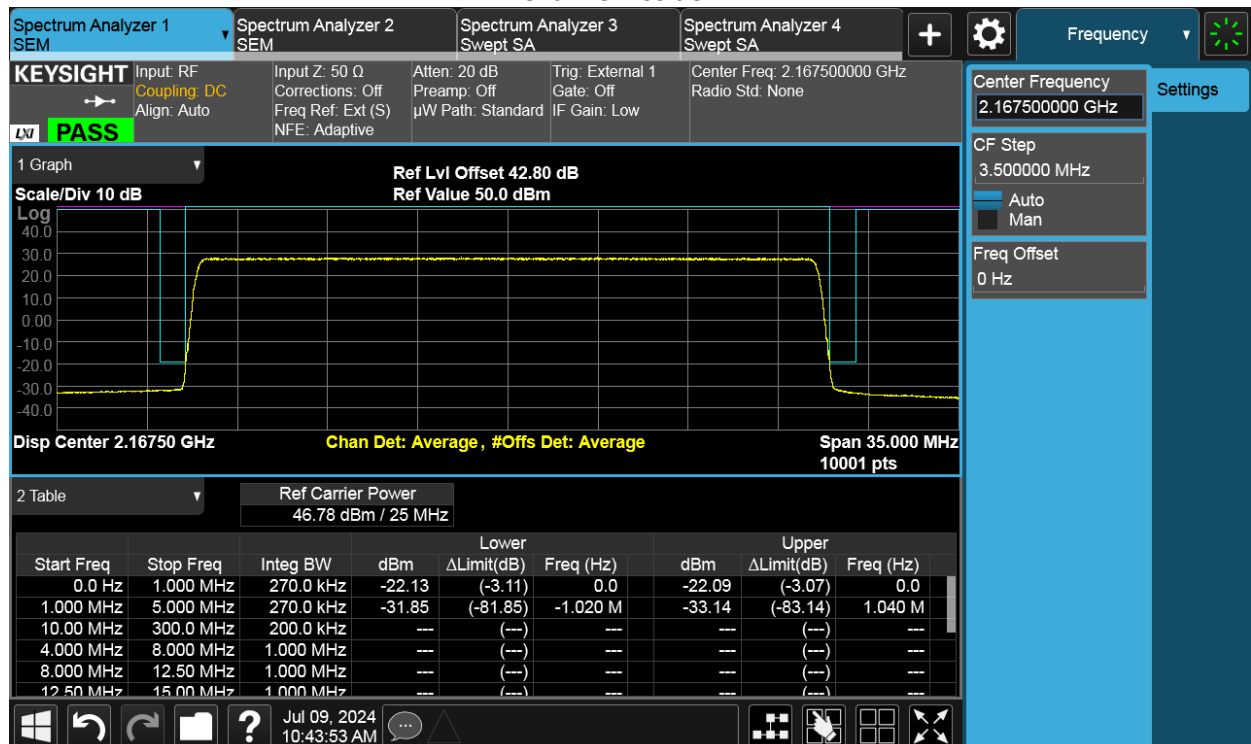 Spectrum Analyzer 1
SEM
Spectrum Analyzer 2
SEM
Spectrum Analyzer 3
Swept SA
Spectrum Analyzer 4
Swept SA
+
Frequency
KEYSIGHT
LXI
PASS
Input: RF
Coupling: DC
Align: Auto
Input Z: 50 Ω
Corrections: Off
Freq Ref: Ext (S)
NFE: Adaptive
Atten: 20 dB
Preamp: Off
µW Path: Standard
Trig: External 1
Gate: Off
IF Gain: Low
Center Freq: 2.167500000 GHz
Radio Std: None
Center Frequency
2.167500000 GHz
Settings
CF Step
3.500000 MHz
Auto
Man
Freq Offset
0 Hz
1 Graph
Ref Lvl Offset 42.80 dB
Scale/Div 10 dB
Ref Value 50.0 dBm
Log
40.0
30.0
20.0
10.0
0.00
-10.0
-20.0
-30.0
-40.0
Disp Center 2.16750 GHz
Chan Det: Average , #Offs Det: Average
Span 35.000 MHz
10001 pts
2 Table
Ref Carrier Power
46.78 dBm / 25 MHz
Lower Upper
Start Freq Stop Freq Integ BW dBm ΔLimit(dB) Freq (Hz) dBm ΔLimit(dB) Freq (Hz)
0.0 Hz 1.000 MHz 270.0 kHz -22.13 (-3.11) 0.0 -22.09 (-3.07) 0.0
1.000 MHz 5.000 MHz 270.0 kHz -31.85 (-81.85) -1.020 M -33.14 (-83.14) 1.040 M
10.00 MHz 300.0 MHz 200.0 kHz --- (---) --- --- (---) ---
4.000 MHz 8.000 MHz 1.000 MHz --- (---) --- --- (---) ---
8.000 MHz 12.50 MHz 1.000 MHz --- (---) --- --- (---) ---
12.50 MHz 15.00 MHz 1.000 MHz --- (---) --- --- (---) ---
?
Jul 09, 2024
10:43:53 AM